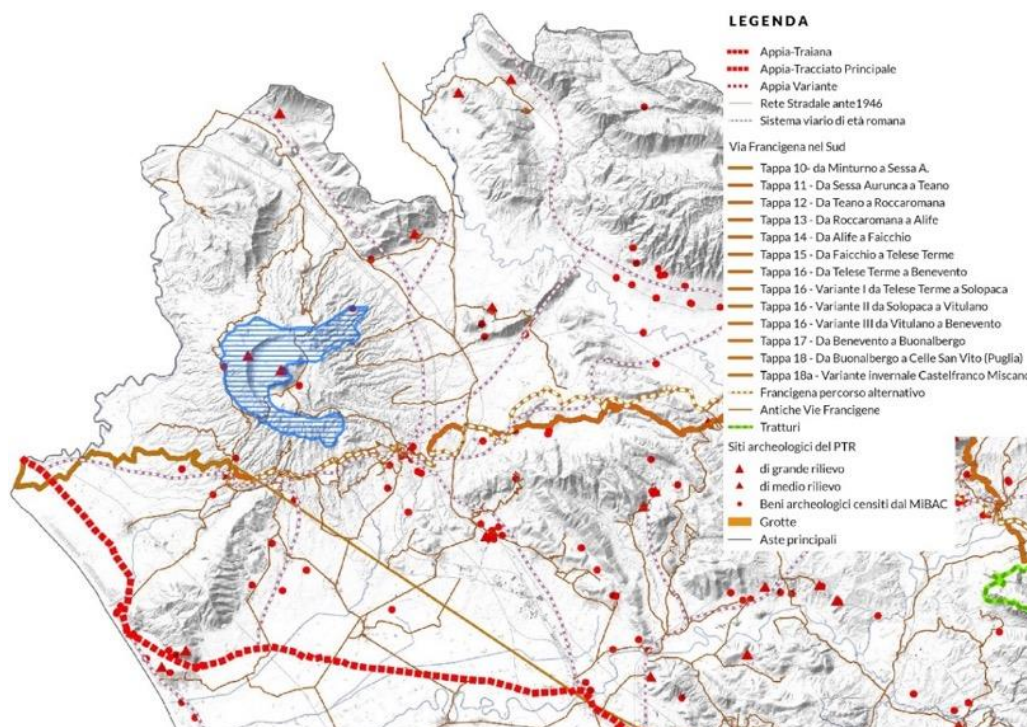 LEGENDA
Appia-Traiana
Appia-Tracciato Principale
Appia Variante
Rete Stradale ante1946
Sistema viario di età romana
Via Francigena nel Sud
Tappa 10- da Minturno a Sessa A.
Tappa 11 - Da Sessa Aurunca a Teano
Tappa 12 - Da Teano a Roccaromana
Tappa 13 - Da Roccaromana a Alife
Tappa 14 - Da Alife a Faicchio
Tappa 15 - Da Faicchio a Telese Terme
Tappa 16 - Da Telese Terme a Benevento
Tappa 16 - Variante I da Telese Terme a Solopaca
Tappa 16 - Variante II da Solopaca a Vitulano
Tappa 16 - Variante III da Vitulano a Benevento
Tappa 17 - Da Benevento a Buonalbergo
Tappa 18 - Da Buonalbergo a Celle San Vito (Puglia)
Tappa 18a - Variante invernale Castelfranco Miscano
Francigena percorso alternativo
Antiche Vie Francigene
Tratturi
Siti archeologici del PTR
di grande rilievo
di medio rilievo
Beni archeologici censiti dal MiBAC
Grotte
Aste principali